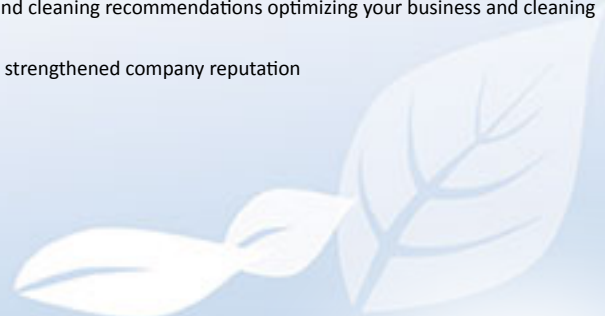 nd cleaning recommendations optimizing your business and cleaning
strengthened company reputation